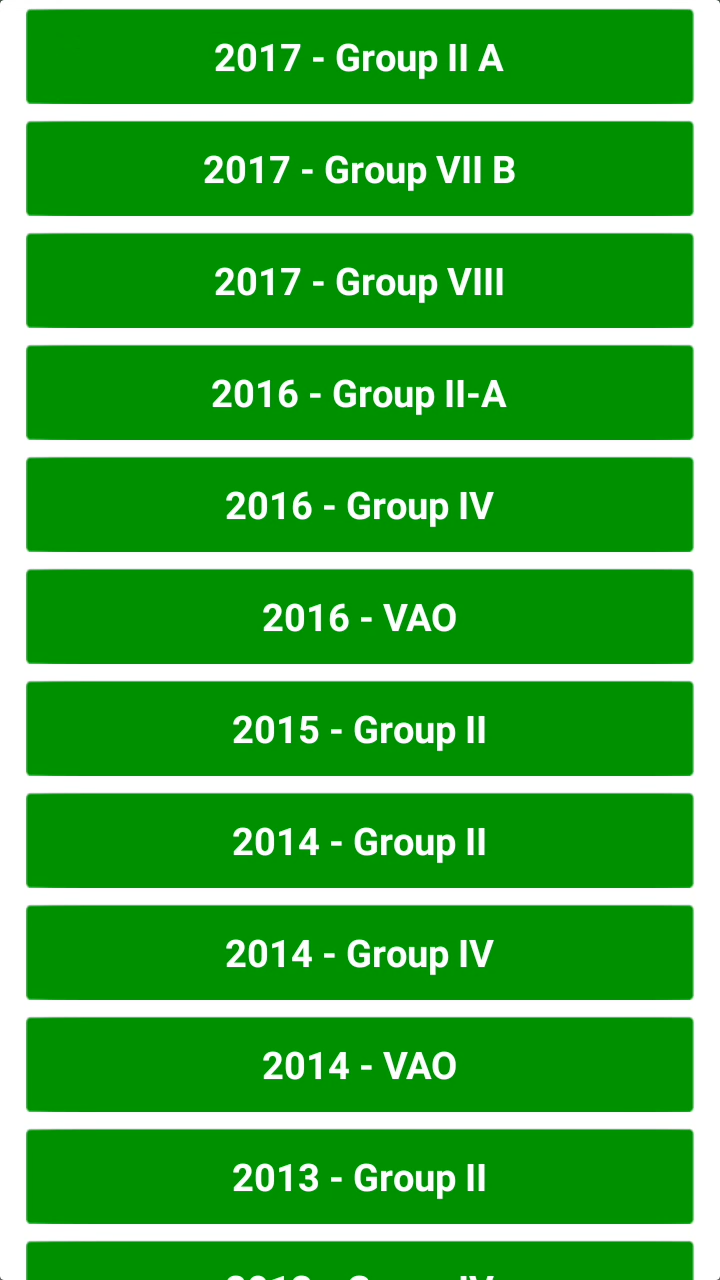 2017 - Group II A
2017 - Group VII B
2017 - Group VIII
2016 - Group II-A
2016 - Group IV
2016 - VAO
2015 - Group II
2014 - Group II
2014 - Group IV
2014 - VAO
2013 - Group II